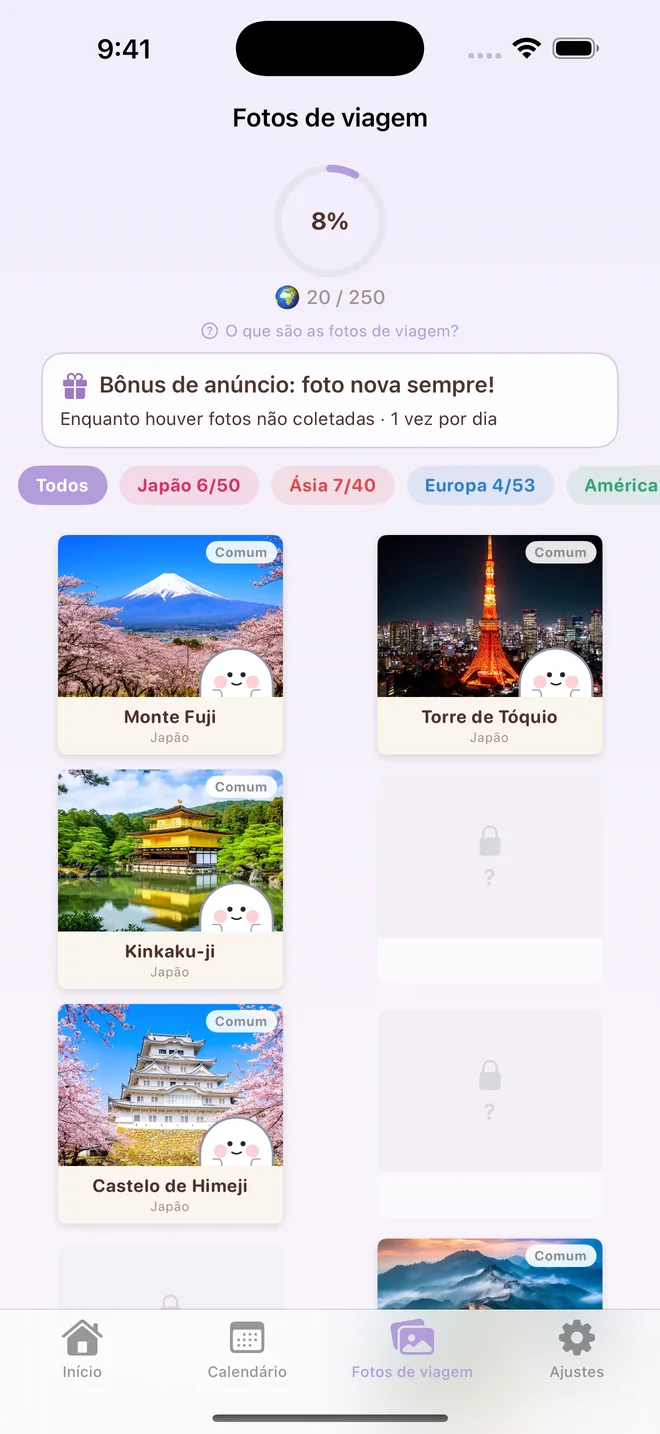 9:41
Fotos de viagem
8%
20 / 250
? O que são as fotos de viagem?
Bônus de anúncio: foto nova sempre!
Enquanto houver fotos não coletadas · 1 vez por dia
Todos
Japão 6/50
Ásia 7/40
Europa 4/53
América
Comum
Comum
Monte Fuji
Japão
Torre de Tóquio
Japão
Comum
Kinkaku-ji
Japão
?
Comum
Castelo de Himeji
Japão
?
Comum
Início
Calendário
Fotos de viagem
Ajustes